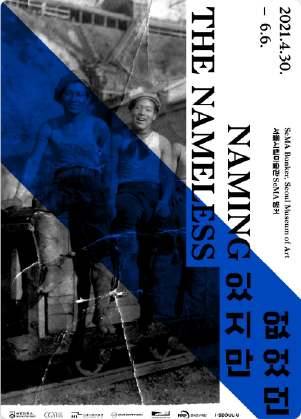 2021.4.30.
– 6.6.
SeMA Bunker, Seoul Museum of Art
서울시립미술관 SeMA 벙커
NAMING
THE NAMELESS
있지만
없었던
I·SEOUL·U